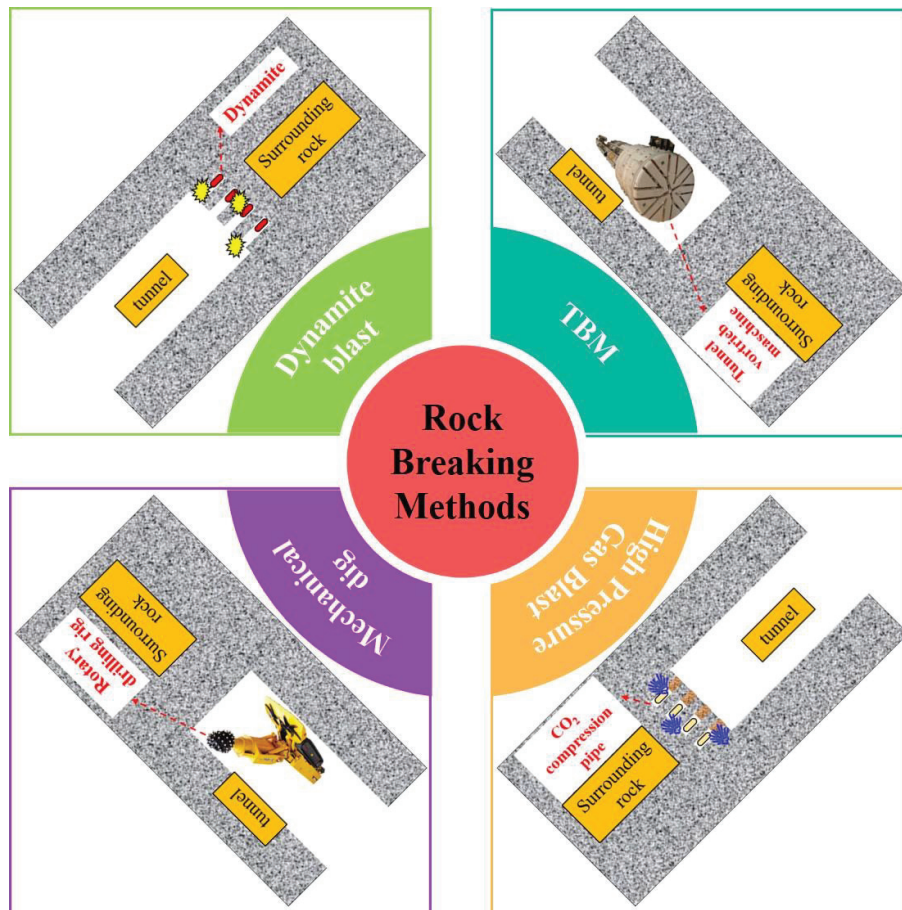 Dynamite
Surrounding
rock
tunnel
Dynamite
blast
tunnel
Surrounding
rock
Tunnel
vortrieb
maschine
TBM
Rock
Breaking
Methods
Surrounding
rock
Rotary
drilling rig
tunnel
Mechanical
dig
High Pressure
Gas Blast
tunnel
CO₂
compression
pipe
Surrounding
rock